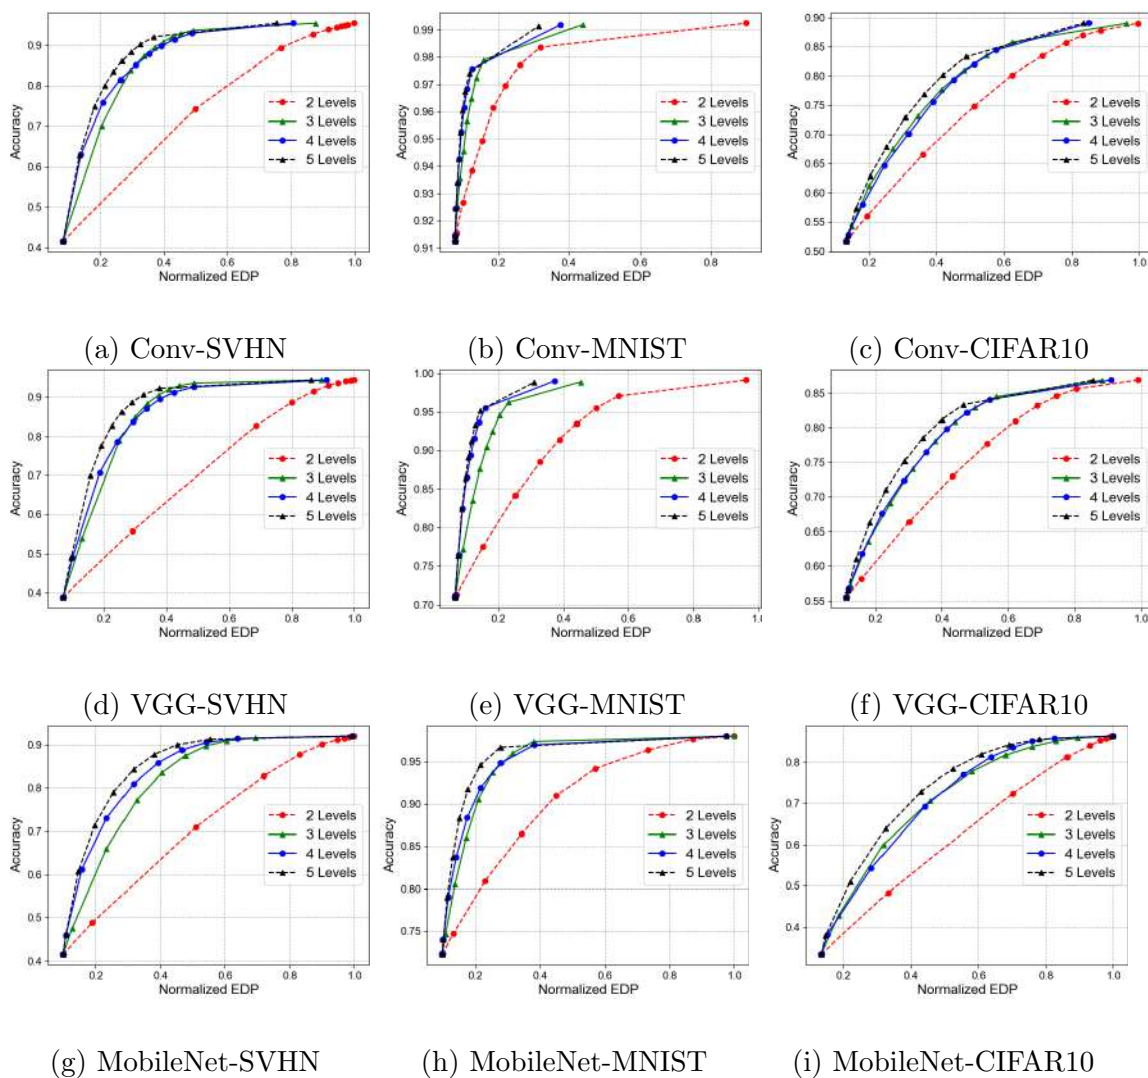 Accuracy
0.9
0.8
0.7
0.6
0.5
0.4
2 Levels
3 Levels
4 Levels
5 Levels
0.2 0.4 0.6 0.8 1.0
Normalized EDP
(a) Conv-SVHN
Accuracy
0.99
0.98
0.97
0.96
0.95
0.94
0.93
0.92
0.91
2 Levels
3 Levels
4 Levels
5 Levels
0.2 0.4 0.6 0.8
Normalized EDP
(b) Conv-MNIST
Accuracy
0.90
0.85
0.80
0.75
0.70
0.65
0.60
0.55
0.50
2 Levels
3 Levels
4 Levels
5 Levels
0.2 0.4 0.6 0.8 1.0
Normalized EDP
(c) Conv-CIFAR10
Accuracy
0.9
0.8
0.7
0.6
0.5
0.4
2 Levels
3 Levels
4 Levels
5 Levels
0.2 0.4 0.6 0.8 1.0
Normalized EDP
(d) VGG-SVHN
Accuracy
1.00
0.95
0.90
0.85
0.80
0.75
0.70
2 Levels
3 Levels
4 Levels
5 Levels
0.2 0.4 0.6 0.8 1.0
Normalized EDP
(e) VGG-MNIST
Accuracy
0.85
0.80
0.75
0.70
0.65
0.60
0.55
2 Levels
3 Levels
4 Levels
5 Levels
0.2 0.4 0.6 0.8 1.0
Normalized EDP
(f) VGG-CIFAR10
Accuracy
0.9
0.8
0.7
0.6
0.5
0.4
2 Levels
3 Levels
4 Levels
5 Levels
0.2 0.4 0.6 0.8 1.0
Normalized EDP
(g) MobileNet-SVHN
Accuracy
0.95
0.90
0.85
0.80
0.75
2 Levels
3 Levels
4 Levels
5 Levels
0.2 0.4 0.6 0.8 1.0
Normalized EDP
(h) MobileNet-MNIST
Accuracy
0.8
0.7
0.6
0.5
0.4
2 Levels
3 Levels
4 Levels
5 Levels
0.2 0.4 0.6 0.8 1.0
Normalized EDP
(i) MobileNet-CIFAR10